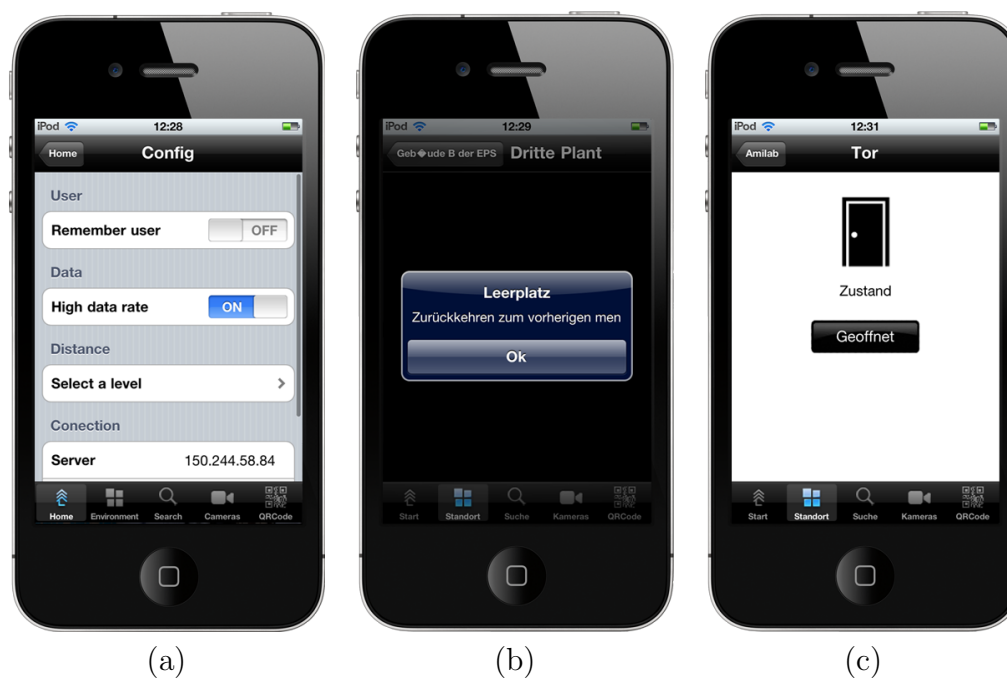 iPod 12:28
Home Config
User
Remember user OFF
Data
High data rate ON
Distance
Select a level
Conection
Server 150.244.58.84
Home Environment Search Cameras QRCode
(a)
iPod 12:29
Geb�ude B der EPS Dritte Plant
Leerplatz
Zurückkehren zum vorherigen men
Ok
Start Standort Suche Kameras QRCode
(b)
iPod 12:31
Amilab Tor
Zustand
Geoffnet
Start Standort Suche Kameras QRCode
(c)